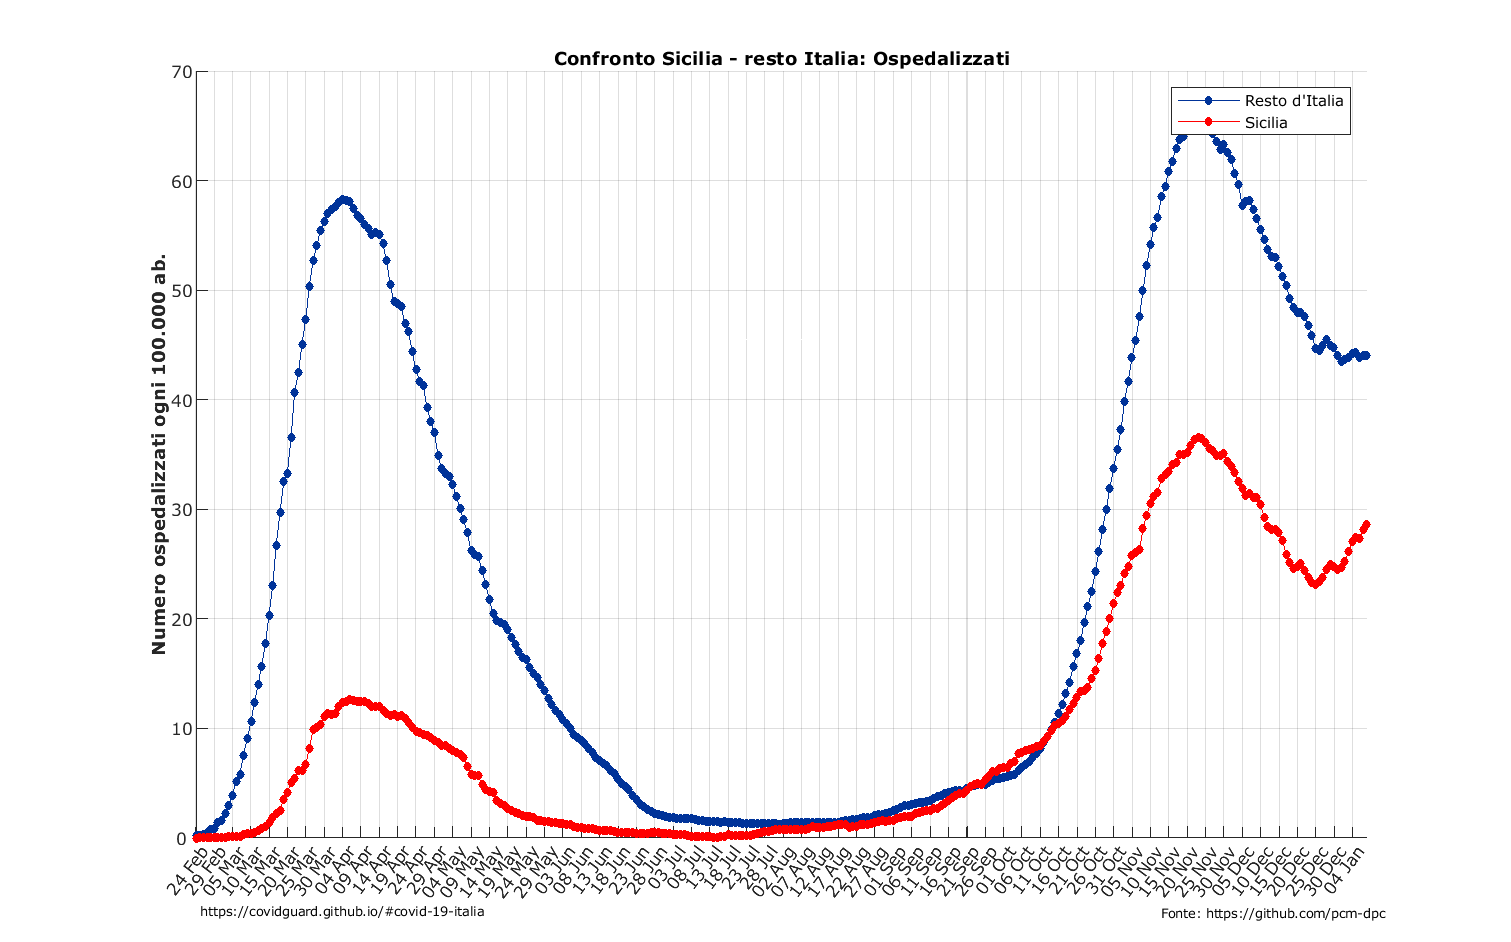 Confronto Sicilia - resto Italia: Ospedalizzati
Resto d'Italia
Sicilia
Numero ospedalizzati ogni 100.000 ab.
70
60
50
40
30
20
10
0
24 Feb
29 Feb
05 Mar
10 Mar
15 Mar
20 Mar
25 Mar
30 Mar
04 Apr
09 Apr
14 Apr
19 Apr
24 Apr
29 Apr
04 May
09 May
14 May
19 May
24 May
29 May
03 Jun
08 Jun
13 Jun
18 Jun
23 Jun
28 Jun
03 Jul
08 Jul
13 Jul
18 Jul
23 Jul
28 Jul
02 Aug
07 Aug
12 Aug
17 Aug
22 Aug
27 Aug
01 Sep
06 Sep
11 Sep
16 Sep
21 Sep
26 Sep
01 Oct
06 Oct
11 Oct
16 Oct
21 Oct
26 Oct
31 Oct
05 Nov
10 Nov
15 Nov
20 Nov
25 Nov
30 Nov
05 Dec
10 Dec
15 Dec
20 Dec
25 Dec
30 Dec
04 Jan
https://covidguard.github.io/#covid-19-italia
Fonte: https://github.com/pcm-dpc